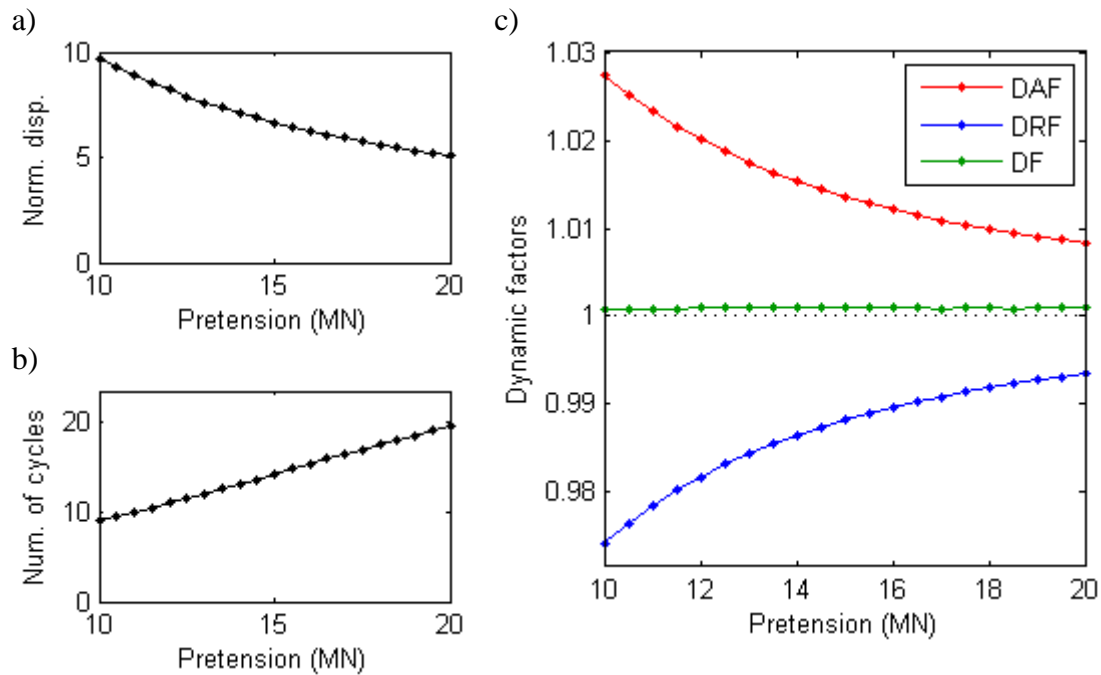 a)
10
5
0
Norm. disp.
10 15 20
Pretension (MN)
b)
20
10
0
Num. of cycles
10 15 20
Pretension (MN)
c)
1.03
1.02
1.01
1
0.99
0.98
Dynamic factors
DAF
DRF
DF
10 12 14 16 18 20
Pretension (MN)